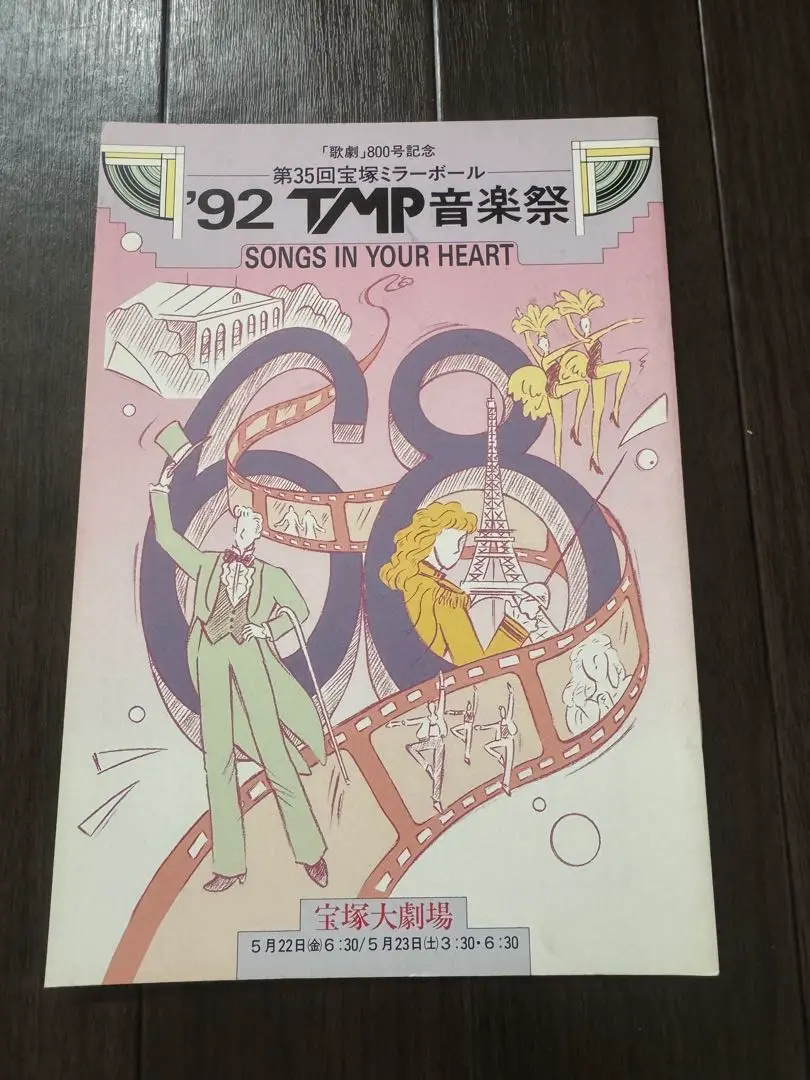 「歌劇」800号記念
第35回宝塚ミラーボール
'92 TMP音楽祭
SONGS IN YOUR HEART
68
宝塚大劇場
5月22日㈮6:30/5月23日㈯3:30・6:30